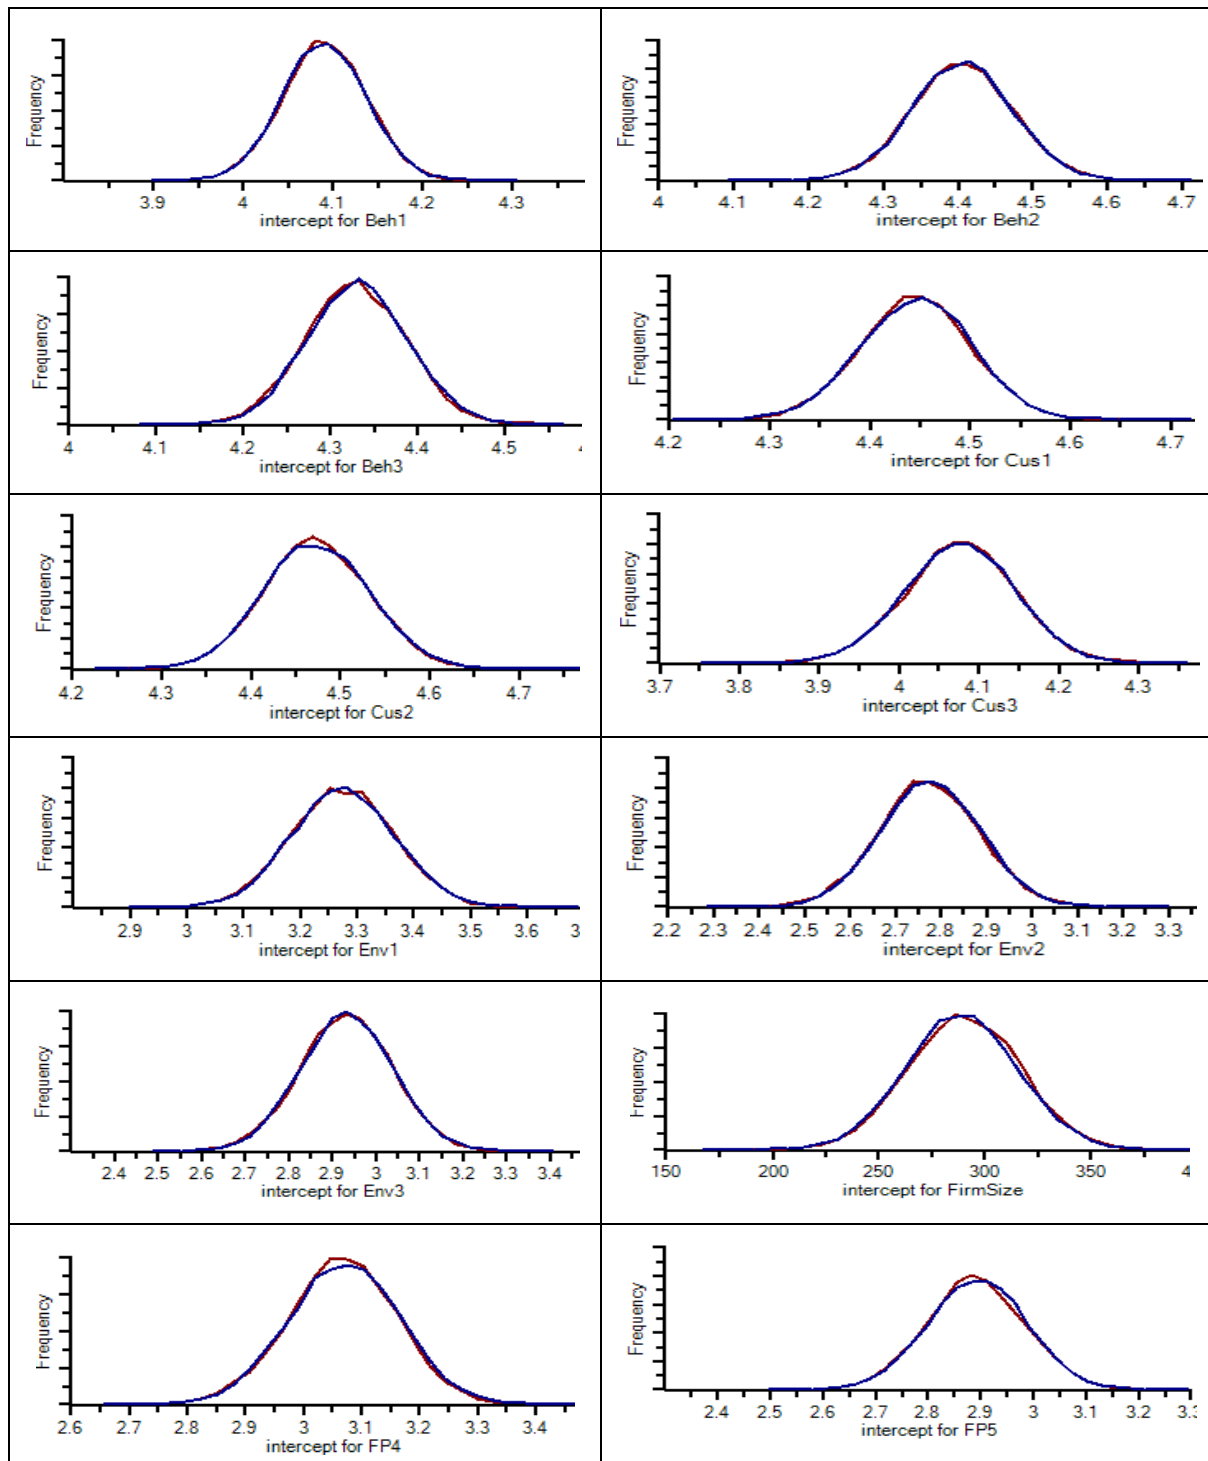 Frequency
3.9 4 4.1 4.2 4.3
intercept for Beh1
Frequency
4 4.1 4.2 4.3 4.4 4.5 4.6 4.7
intercept for Beh2
Frequency
4 4.1 4.2 4.3 4.4 4.5
intercept for Beh3
Frequency
4.2 4.3 4.4 4.5 4.6 4.7
intercept for Cus1
Frequency
4.2 4.3 4.4 4.5 4.6 4.7
intercept for Cus2
Frequency
3.7 3.8 3.9 4 4.1 4.2 4.3
intercept for Cus3
Frequency
2.9 3 3.1 3.2 3.3 3.4 3.5 3.6 3
intercept for Env1
Frequency
2.2 2.3 2.4 2.5 2.6 2.7 2.8 2.9 3 3.1 3.2 3.3
intercept for Env2
Frequency
2.4 2.5 2.6 2.7 2.8 2.9 3 3.1 3.2 3.3 3.4
intercept for Env3
Frequency
150 200 250 300 350
intercept for FirmSize
Frequency
2.6 2.7 2.8 2.9 3 3.1 3.2 3.3 3.4
intercept for FP4
Frequency
2.4 2.5 2.6 2.7 2.8 2.9 3 3.1 3.2 3.3
intercept for FP5